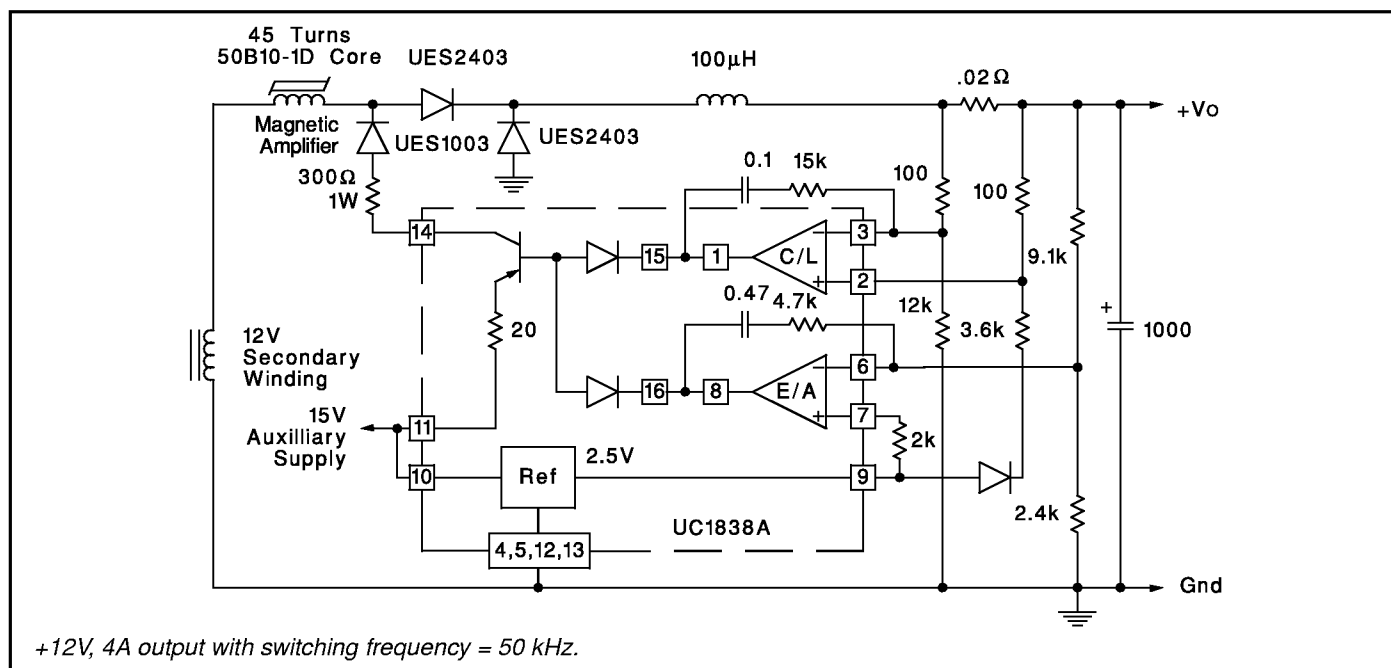 45 Turns
50B10-1D Core
UES2403
100µH
.02Ω
+Vo
Magnetic
Amplifier
UES1003
UES2403
300Ω
1W
0.1
15k
100
100
14
15
1
C/L
3
2
9.1k
20
0.47
4.7k
12k
3.6k
+
1000
12V
Secondary
Winding
16
8
E/A
6
7
15V
Auxilliary
Supply
11
2k
10
Ref
2.5V
9
2.4k
UC1838A
4,5,12,13
Gnd
+12V, 4A output with switching frequency = 50 kHz.